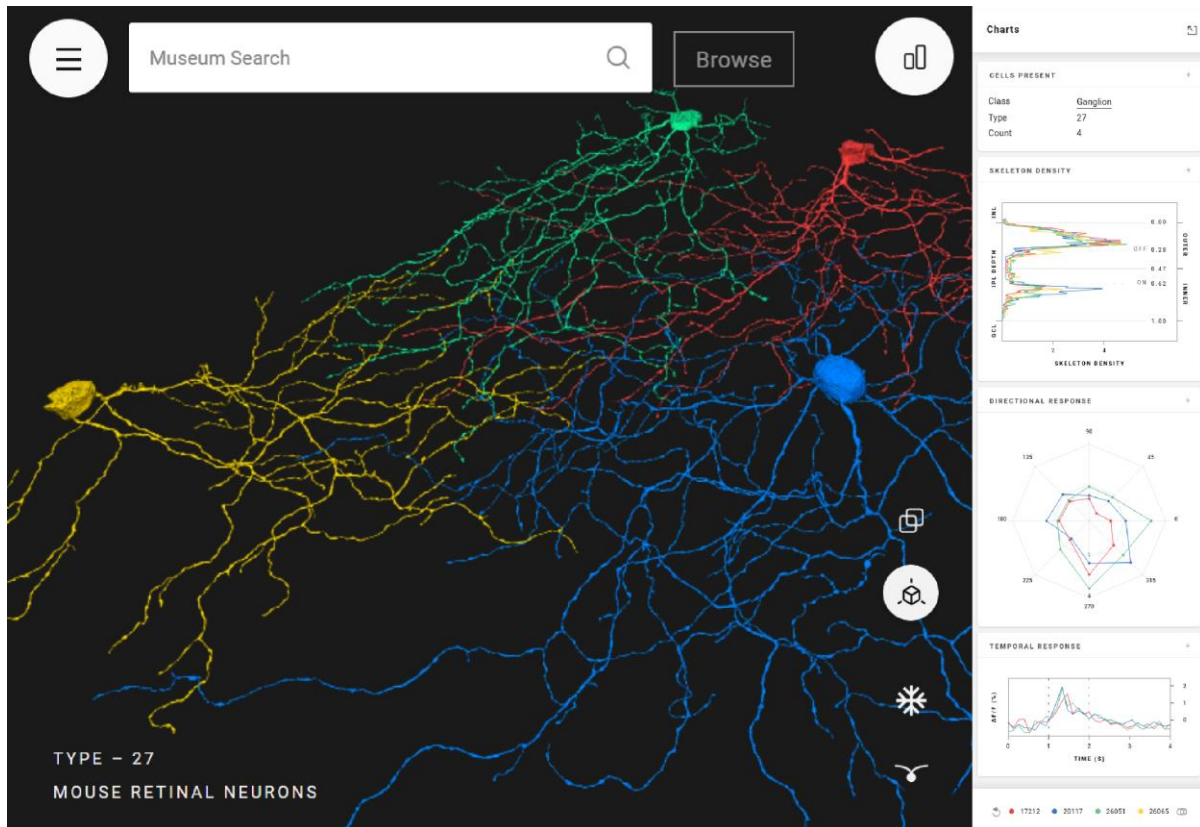 Museum Search
Browse
TYPE – 27
MOUSE RETINAL NEURONS
Charts
CELLS PRESENT
Class Ganglion
Type 27
Count 4
SKELETON DENSITY
INL
IPL DEPTH
GCL
0.00
OFF 0.28
0.47
ON 0.62
1.00
OUTER
INNER
2 4
SKELETON DENSITY
DIRECTIONAL RESPONSE
90
135 45
180 0
225 315
4
270
TEMPORAL RESPONSE
ΔF/F (%)
2
1
0
0 1 2 3 4
TIME (S)
17212 20117 26051 26065